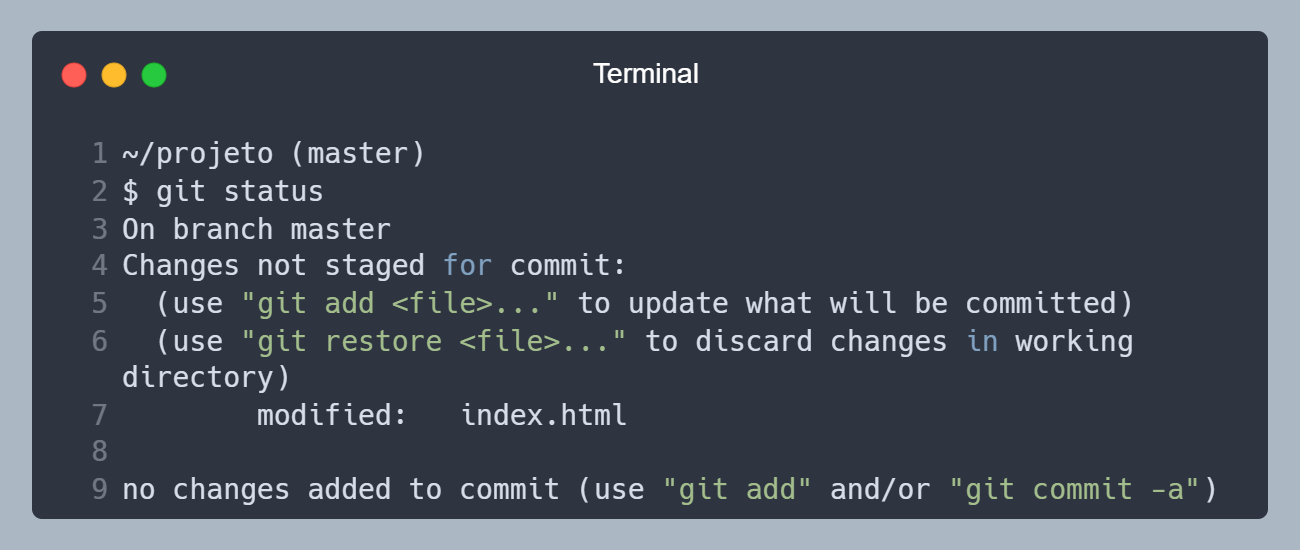 Terminal
1 ~/projeto (master)
2 $ git status
3 On branch master
4 Changes not staged for commit:
5   (use "git add <file>..." to update what will be committed)
6   (use "git restore <file>..." to discard changes in working
directory)
7         modified:   index.html
8
9 no changes added to commit (use "git add" and/or "git commit -a")